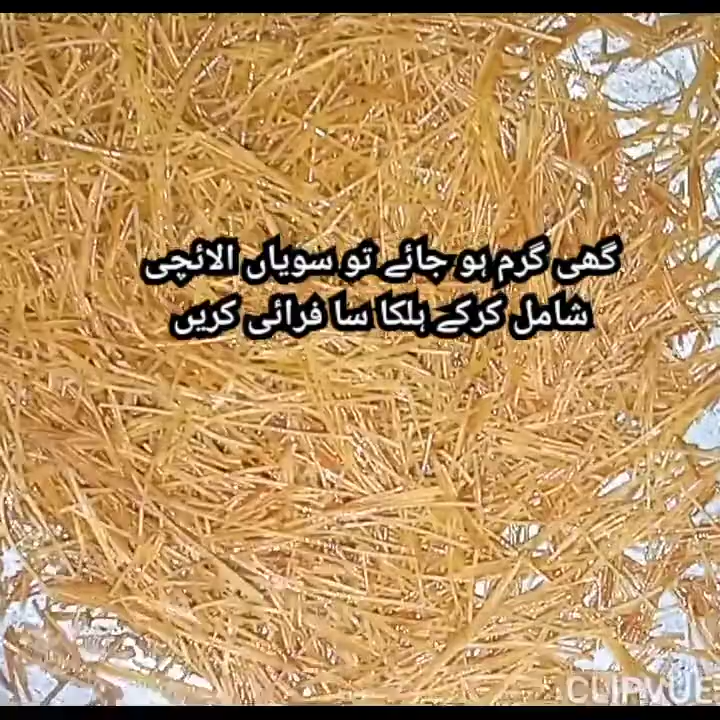 گھی گرم ہو جائے تو سویاں الائچی
شامل کرکے ہلکا سا فرائی کریں
CLIPVUE